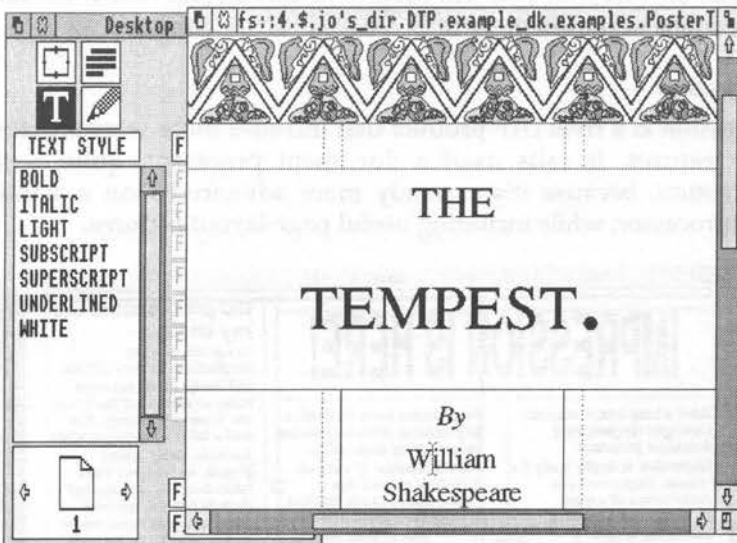 Desktop
fs::4.$.jo's_dir.DTP.example_dk.examples.PosterT
T
TEXT STYLE
BOLD
ITALIC
LIGHT
SUBSCRIPT
SUPERSCRIPT
UNDERLINED
WHITE
1
F
F
F
F
F
F
F
F
F
F
F
THE
TEMPEST.
By
William
Shakespeare